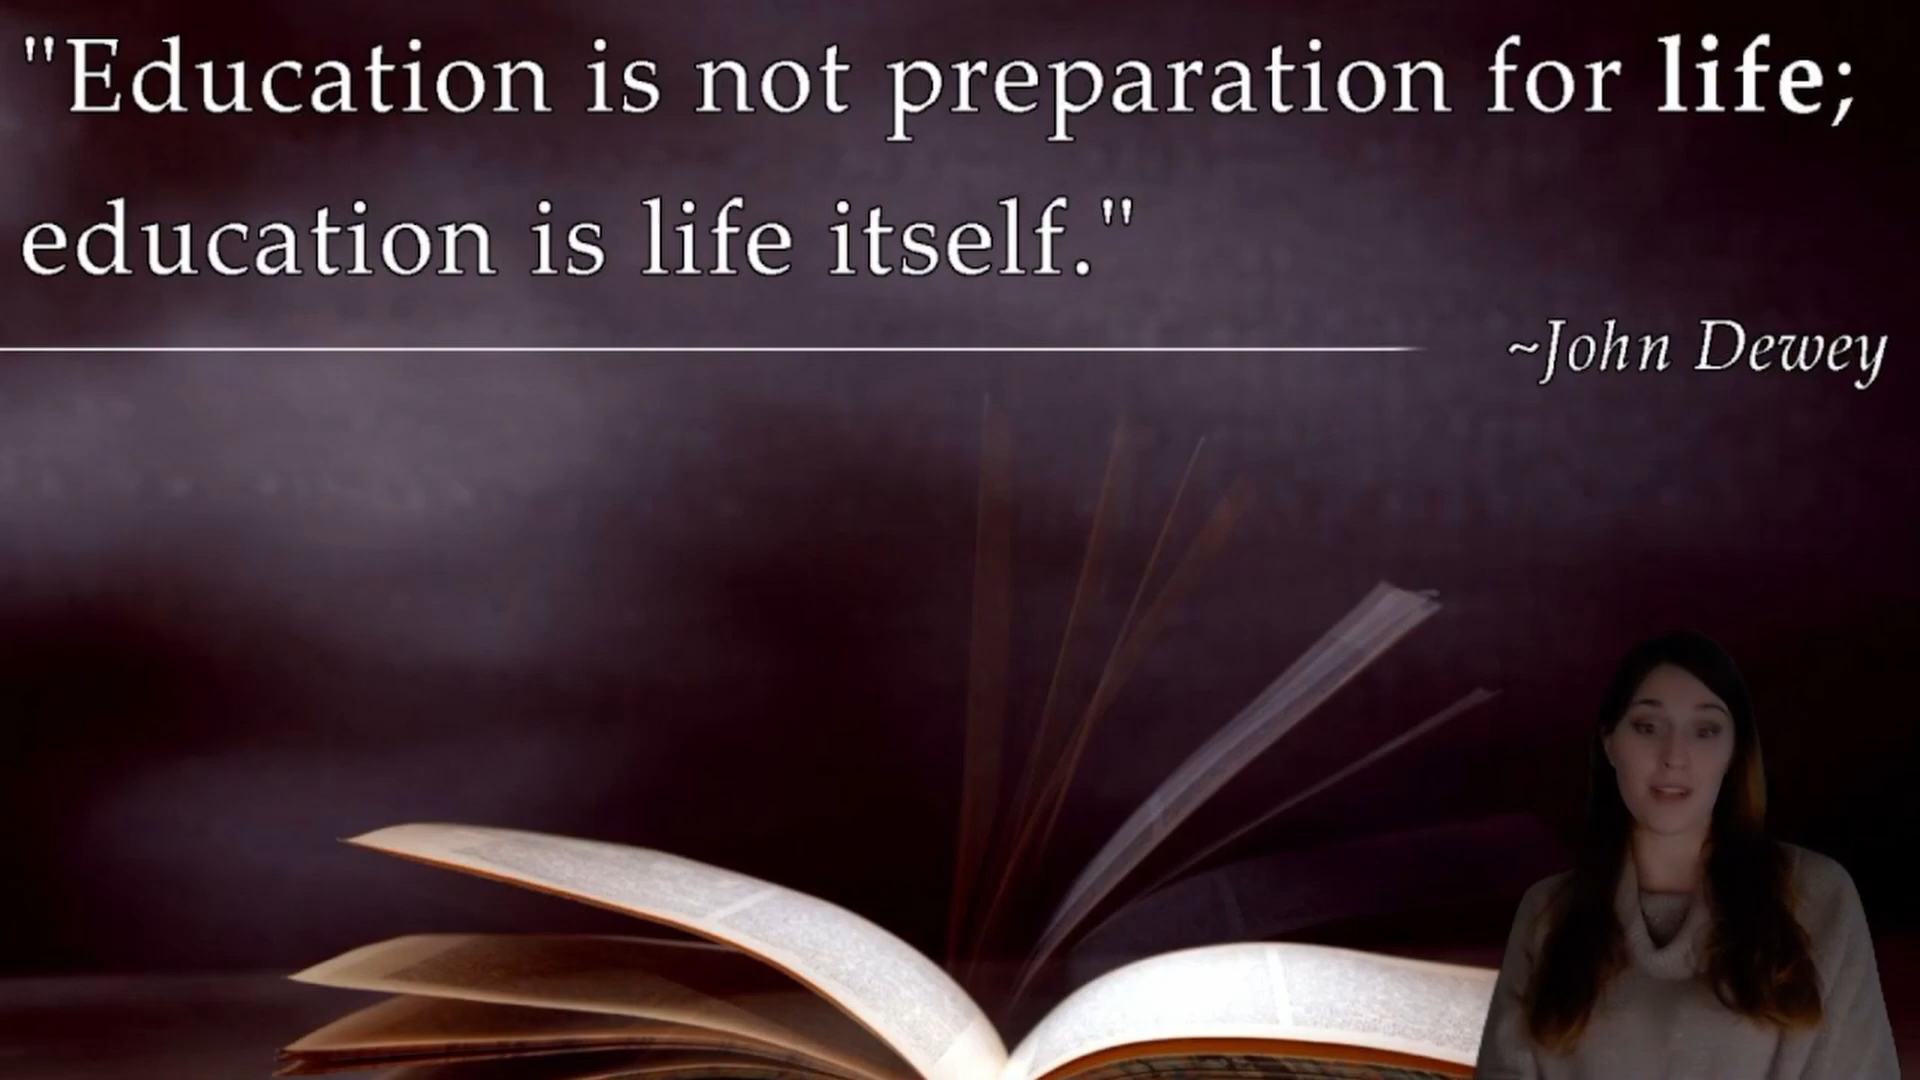 "Education is not preparation for life;
education is life itself."
~John Dewey